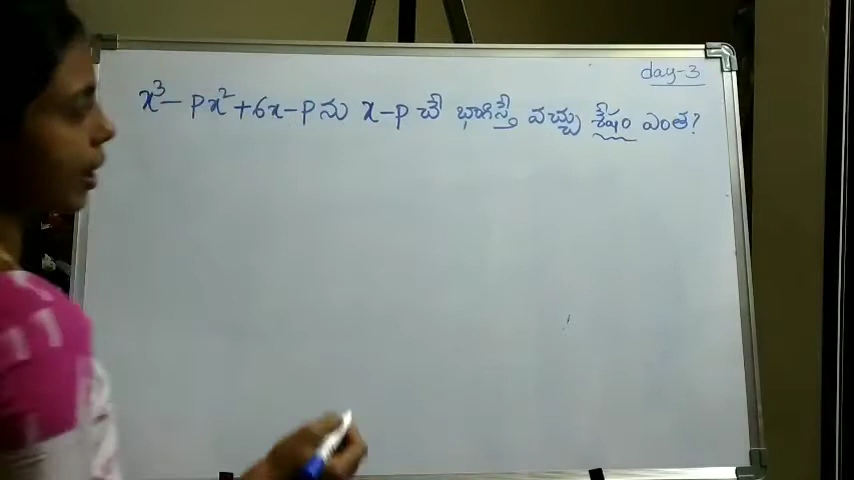 day-3
x³- px²+6x-p ను x-p చే భాగిస్తే వచ్చు శేషం ఎంత?